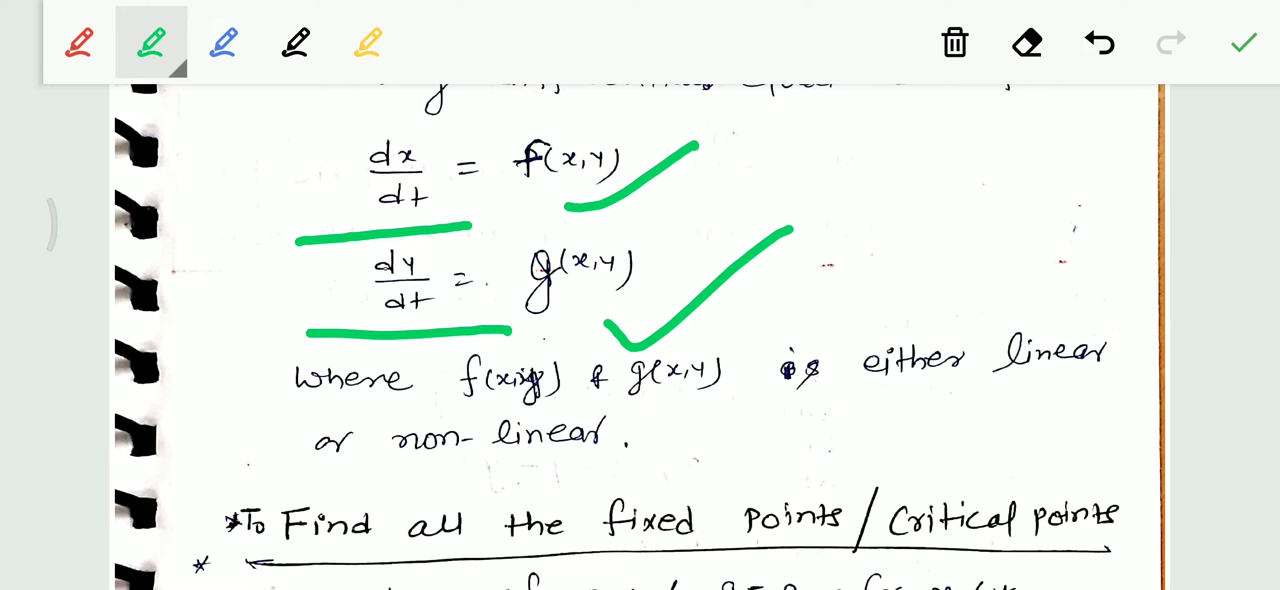 dx/dt = f(x,y)
dy/dt = g(x,y)
where f(x,y) & g(x,y) is either linear
or non-linear.
*To Find all the fixed points / Critical points
*